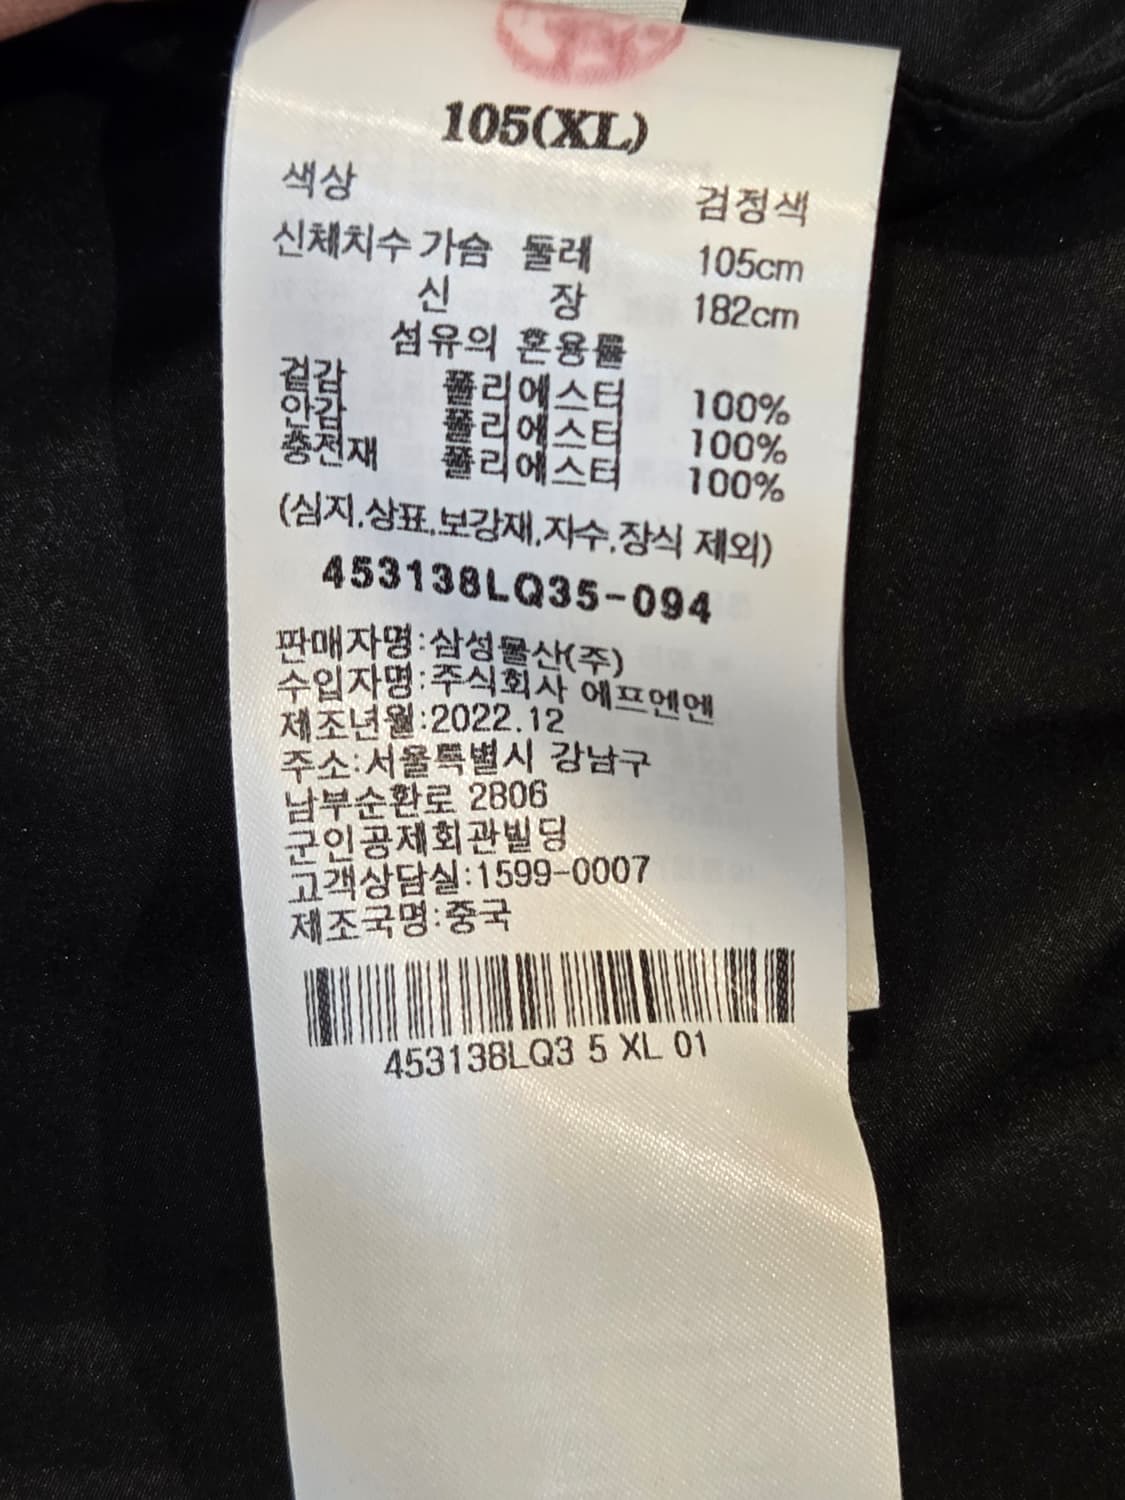 105(XL)
색상 검정색
신체치수 가슴 둘레 105cm
신 장 182cm
섬유의 혼용률
겉감 폴리에스터 100%
안감 폴리에스터 100%
충전재 폴리에스터 100%
(심지,상표,보강재,자수,장식 제외)
453138LQ35-094
판매자명:삼성물산(주)
수입자명:주식회사 에프엔엔
제조년월:2022.12
주소:서울특별시 강남구
남부순환로 2806
군인공제회관빌딩
고객상담실:1599-0007
제조국명:중국
453138LQ3 5 XL 01